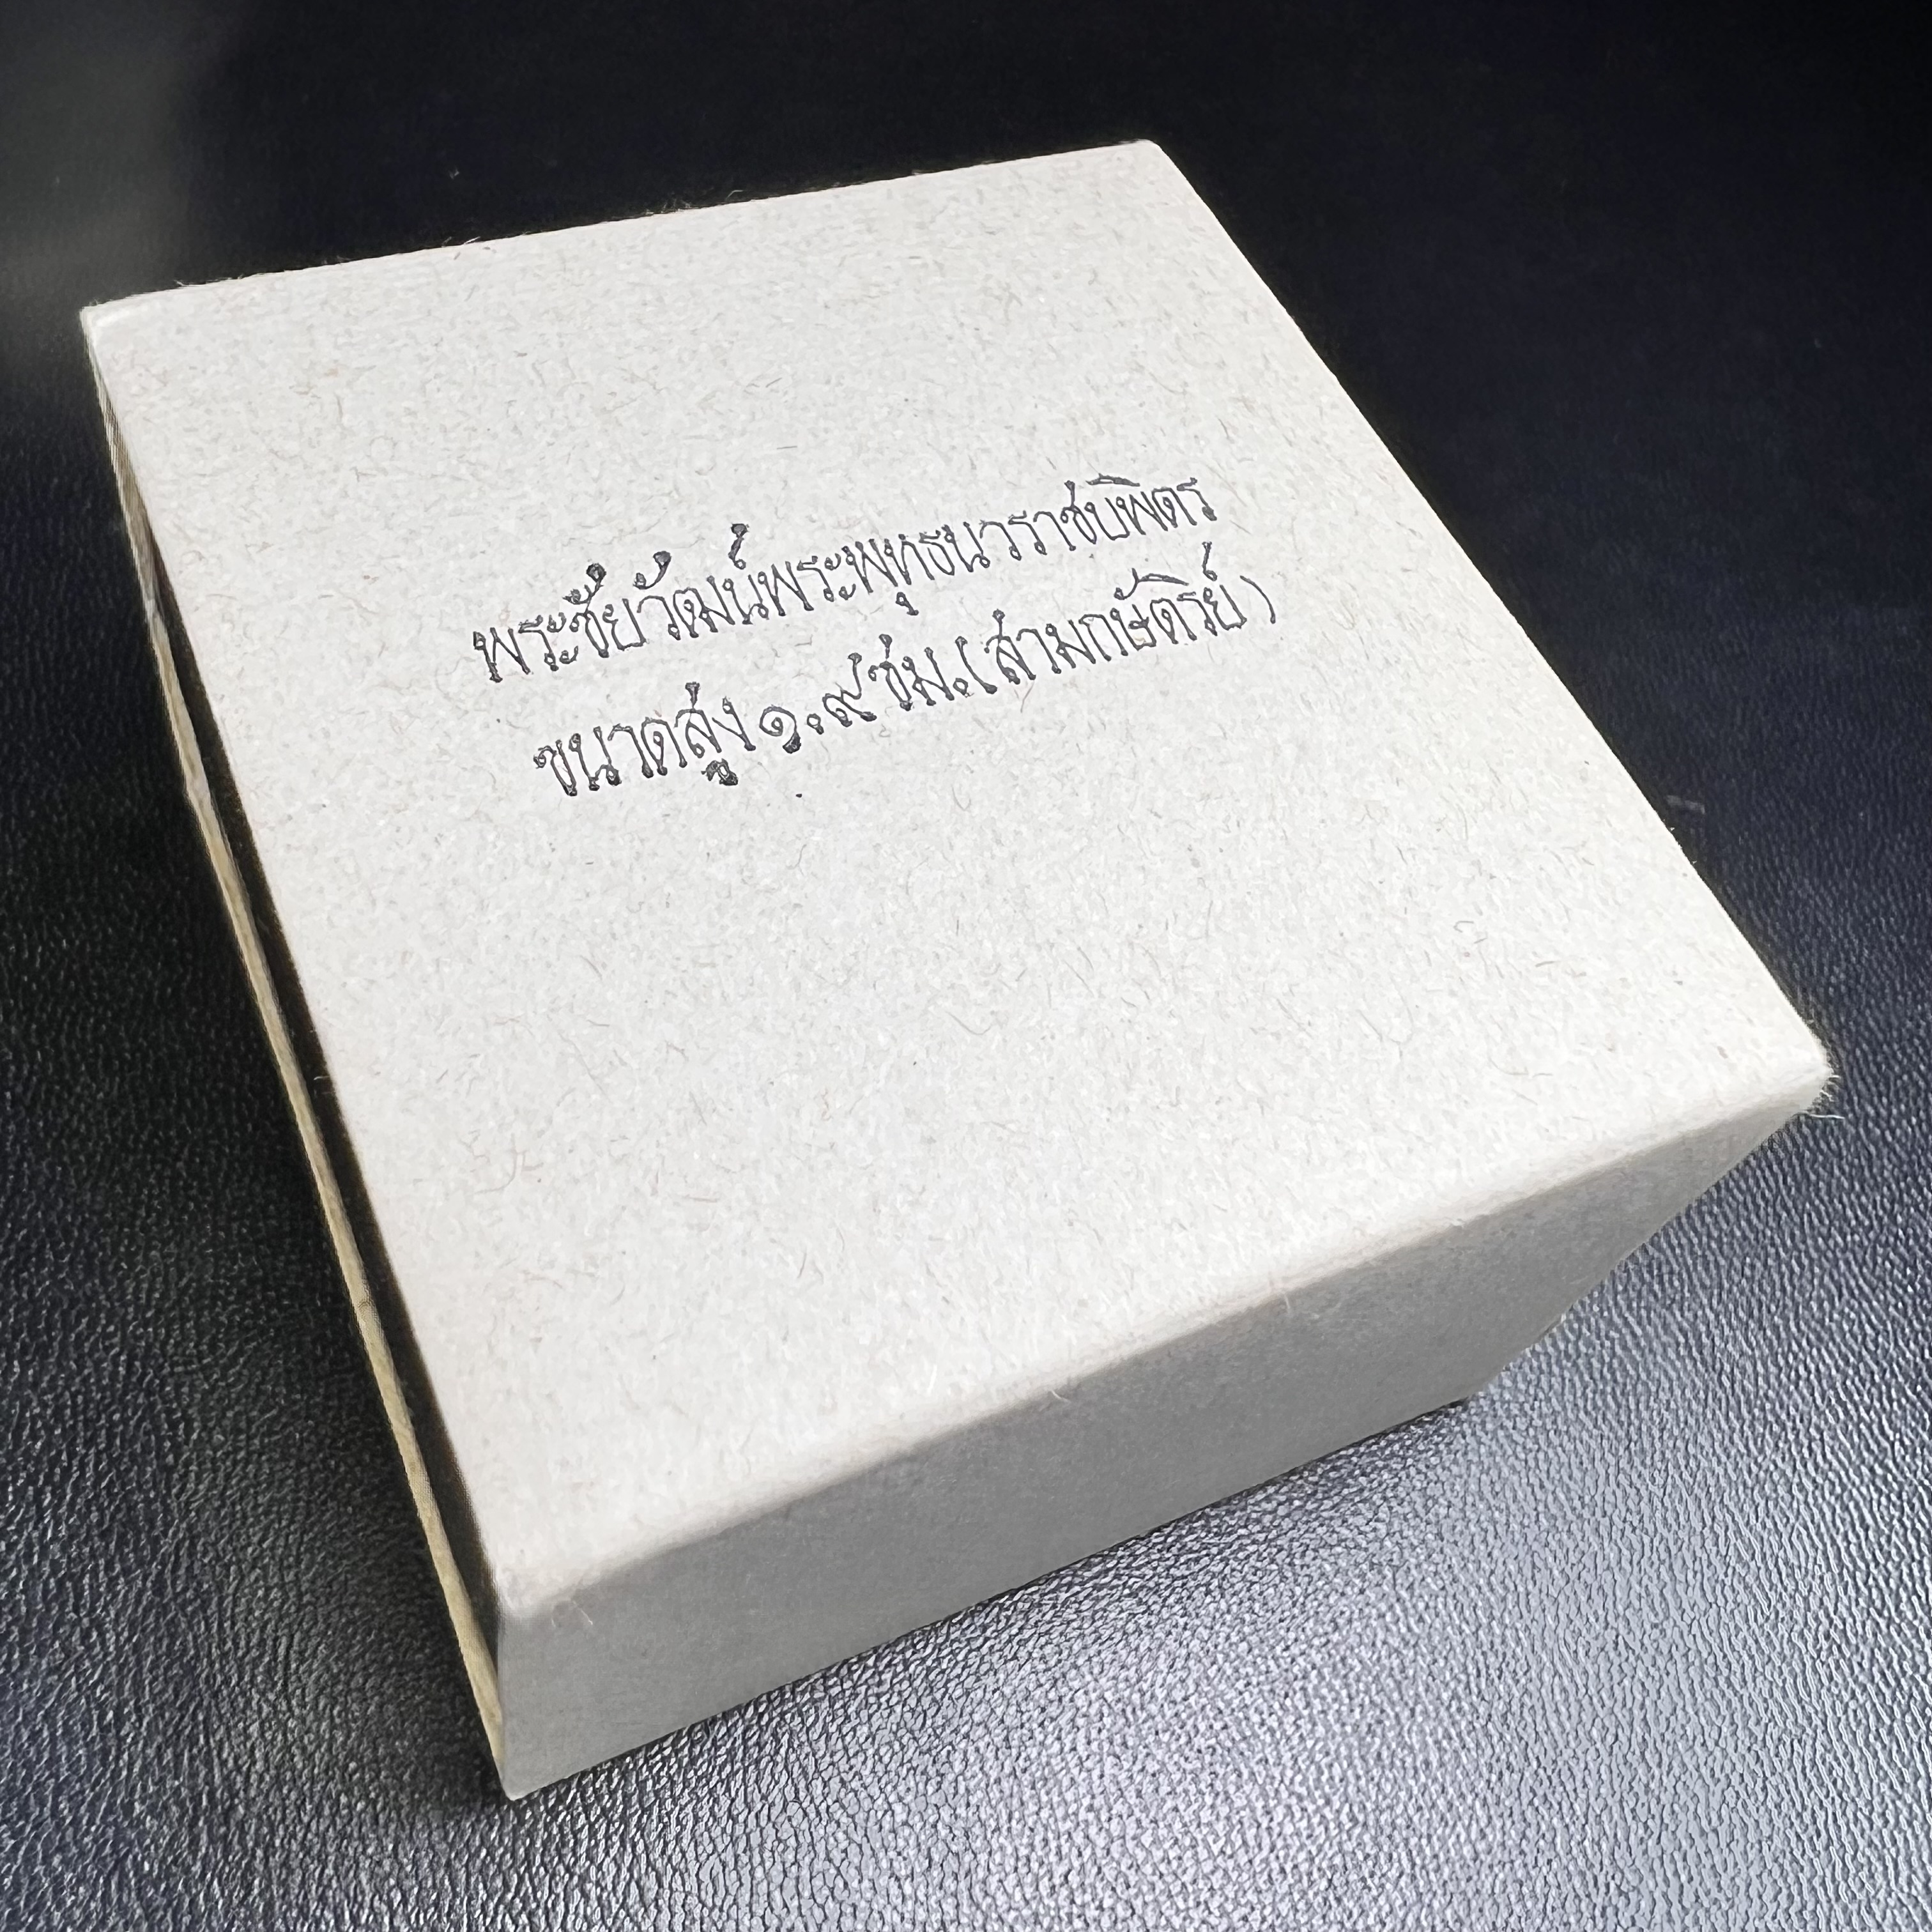 พระชัยวัฒน์พระพุทธนวราชบพิตร
ขนาดสูง ๑.๙ ซ.ม. (สามกษัตริย์)